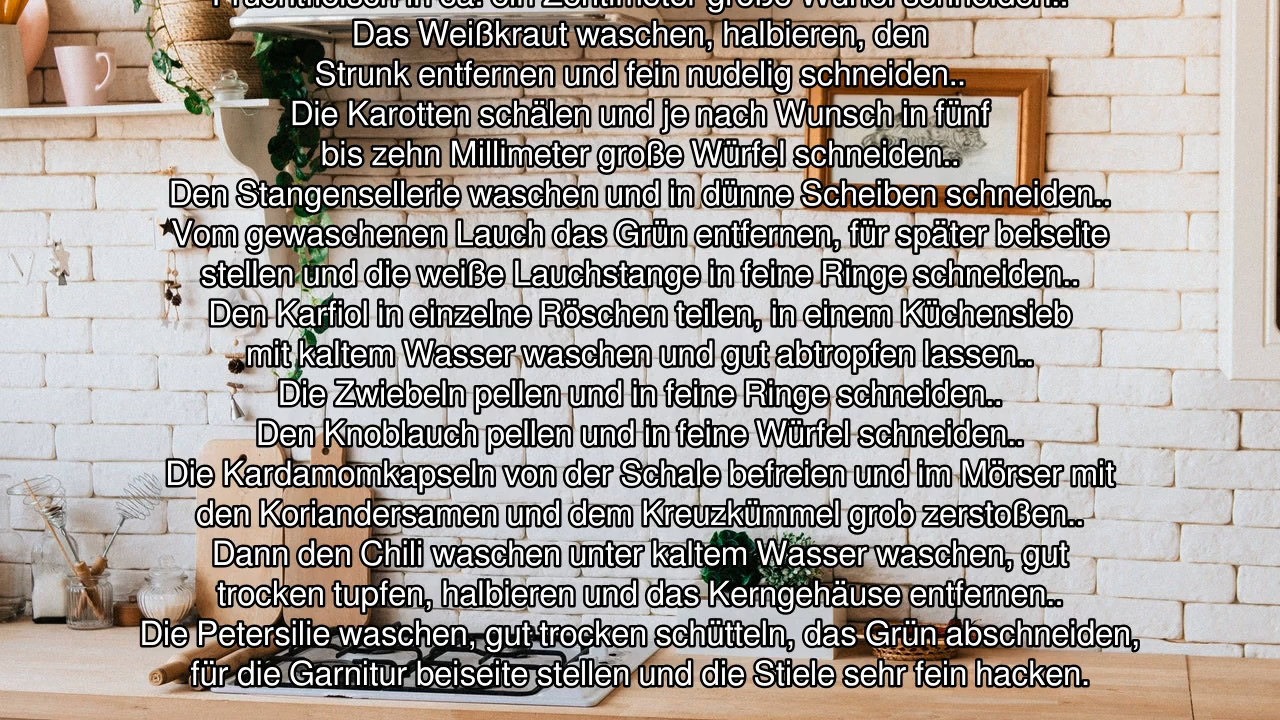 in ca. ein Zentimeter große Würfel schneiden..
Das Weißkraut waschen, halbieren, den
Strunk entfernen und fein nudelig schneiden..
Die Karotten schälen und je nach Wunsch in fünf
bis zehn Millimeter große Würfel schneiden..
Den Stangensellerie waschen und in dünne Scheiben schneiden..
Vom gewaschenen Lauch das Grün entfernen, für später beiseite
stellen und die weiße Lauchstange in feine Ringe schneiden..
Den Karfiol in einzelne Röschen teilen, in einem Küchensieb
mit kaltem Wasser waschen und gut abtropfen lassen..
Die Zwiebeln pellen und in feine Ringe schneiden..
Den Knoblauch pellen und in feine Würfel schneiden..
Die Kardamomkapseln von der Schale befreien und im Mörser mit
den Koriandersamen und dem Kreuzkümmel grob zerstoßen..
Dann den Chili waschen unter kaltem Wasser waschen, gut
trocken tupfen, halbieren und das Kerngehäuse entfernen..
Die Petersilie waschen, gut trocken schütteln, das Grün abschneiden,
für die Garnitur beiseite stellen und die Stiele sehr fein hacken.